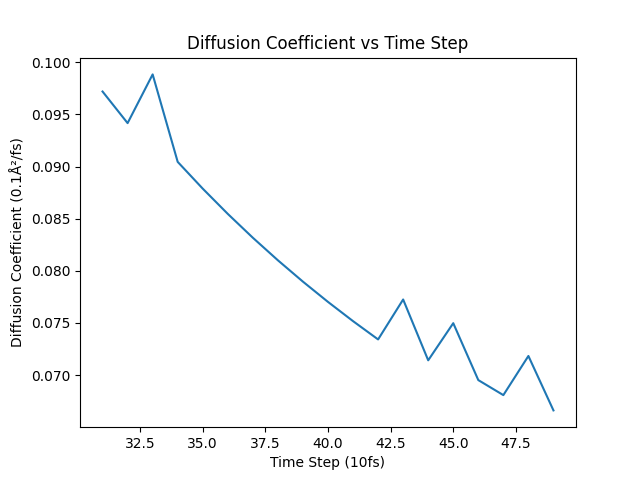 Diffusion Coefficient vs Time Step
0.100
0.095
0.090
0.085
0.080
0.075
0.070
Diffusion Coefficient (0.1Å²/fs)
32.5 35.0 37.5 40.0 42.5 45.0 47.5
Time Step (10fs)